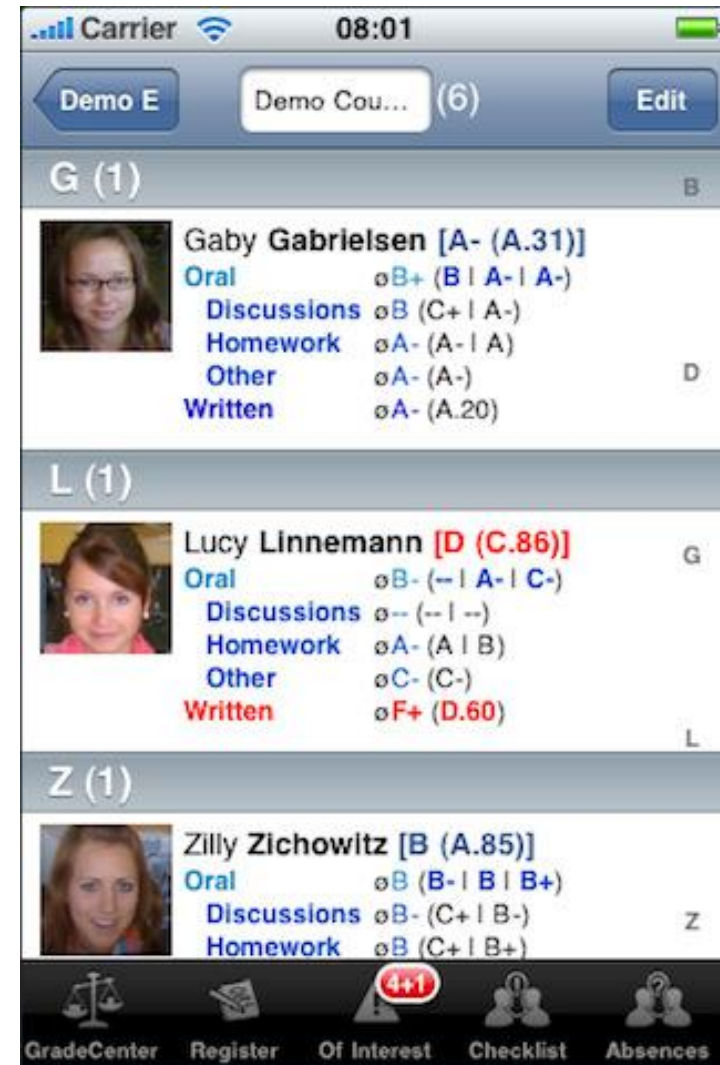 Carrier 08:01
Demo E Demo Cou... (6) Edit
G (1)
B
Gaby Gabrielsen [A- (A.31)]
Oral øB+ (B | A- | A-)
Discussions øB (C+ | A-)
Homework øA- (A- | A)
Other øA- (A-)
D
Written øA- (A.20)
L (1)
Lucy Linnemann [D (C.86)]
G
Oral øB- (-- | A- | C-)
Discussions ø-- (-- | --)
Homework øA- (A | B)
Other øC- (C-)
Written øF+ (D.60)
L
Z (1)
Zilly Zichowitz [B (A.85)]
Oral øB (B- | B | B+)
Discussions øB- (C+ | B-)
Z
Homework øB (C+ | B+)
4+1
GradeCenter Register Of Interest Checklist Absences